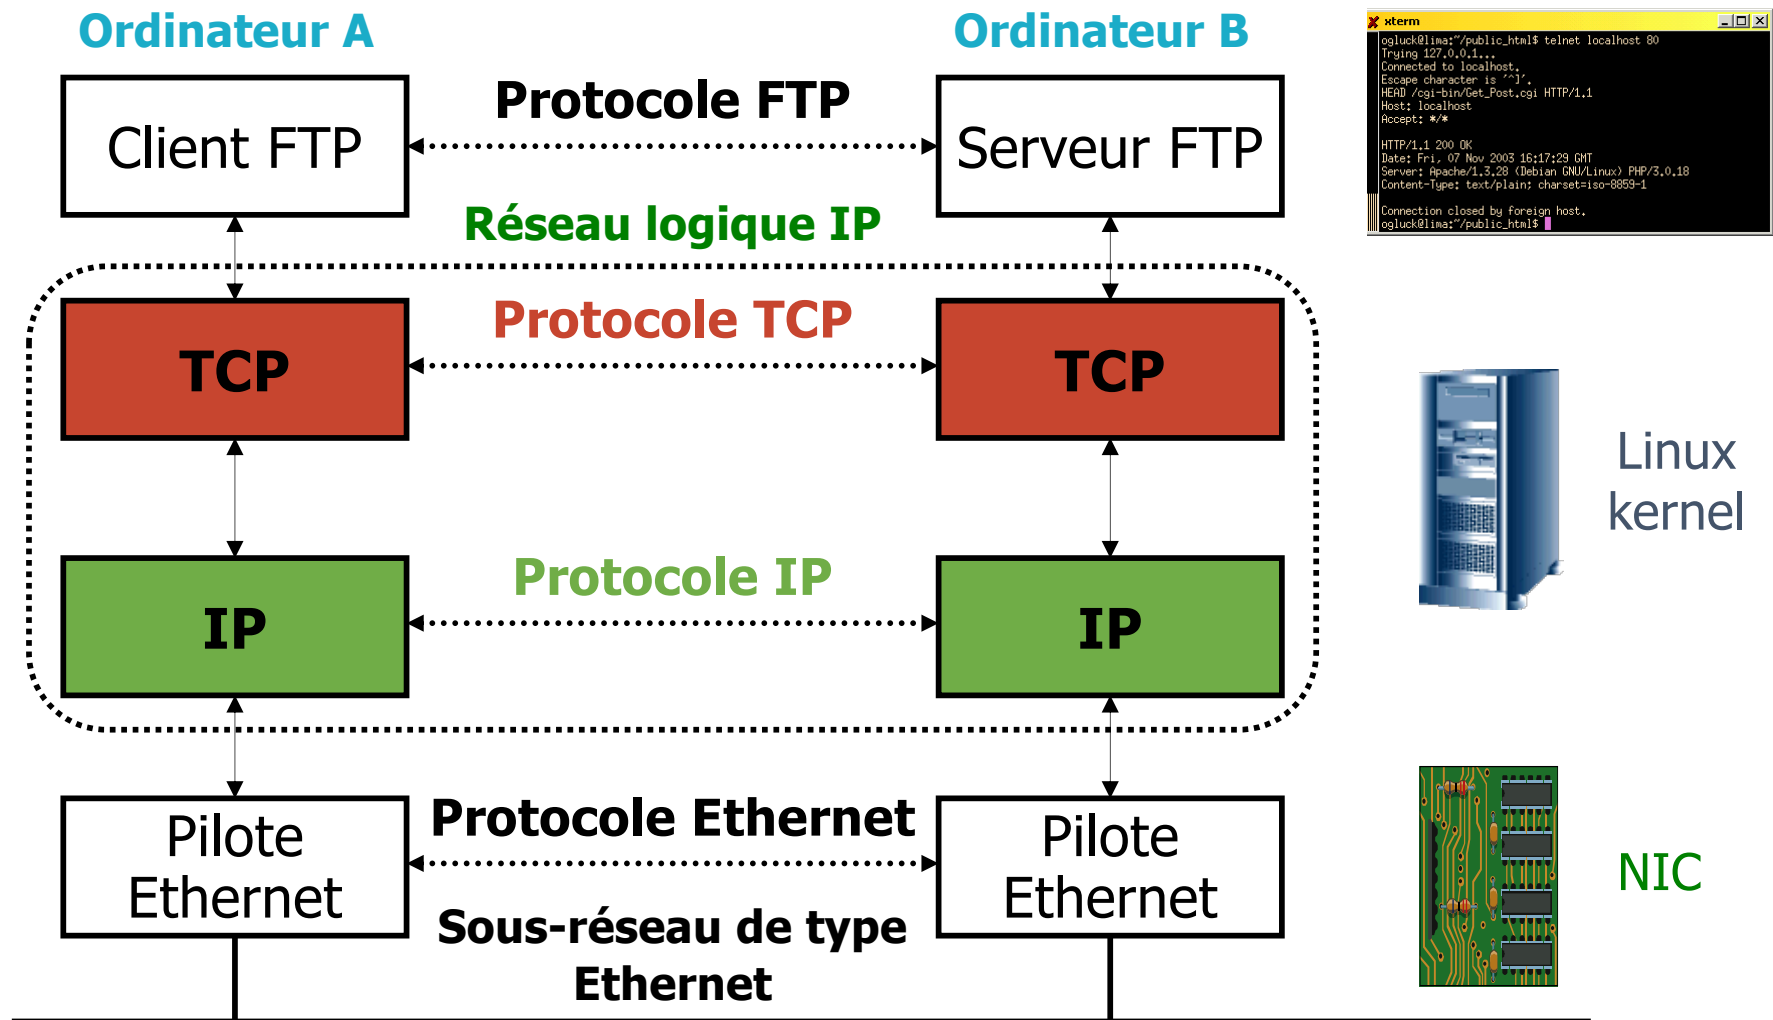 Ordinateur A
Ordinateur B
Client FTP
Protocole FTP
Serveur FTP
xterm
ogluck@lima:~/public_html$ telnet localhost 80
Trying 127.0.0.1...
Connected to localhost.
Escape character is '^]'.
HEAD /cgi-bin/Get_Post.cgi HTTP/1.1
Host: localhost
Accept: */*
HTTP/1.1 200 OK
Date: Fri, 07 Nov 2003 16:17:29 GMT
Server: Apache/1.3.28 (Debian GNU/Linux) PHP/3.0.18
Content-Type: text/plain; charset=iso-8859-1
Connection closed by foreign host.
ogluck@lima:~/public_html$
Réseau logique IP
TCP
Protocole TCP
TCP
Linux
kernel
IP
Protocole IP
IP
Pilote
Ethernet
Protocole Ethernet
Pilote
Ethernet
NIC
Sous-réseau de type
Ethernet